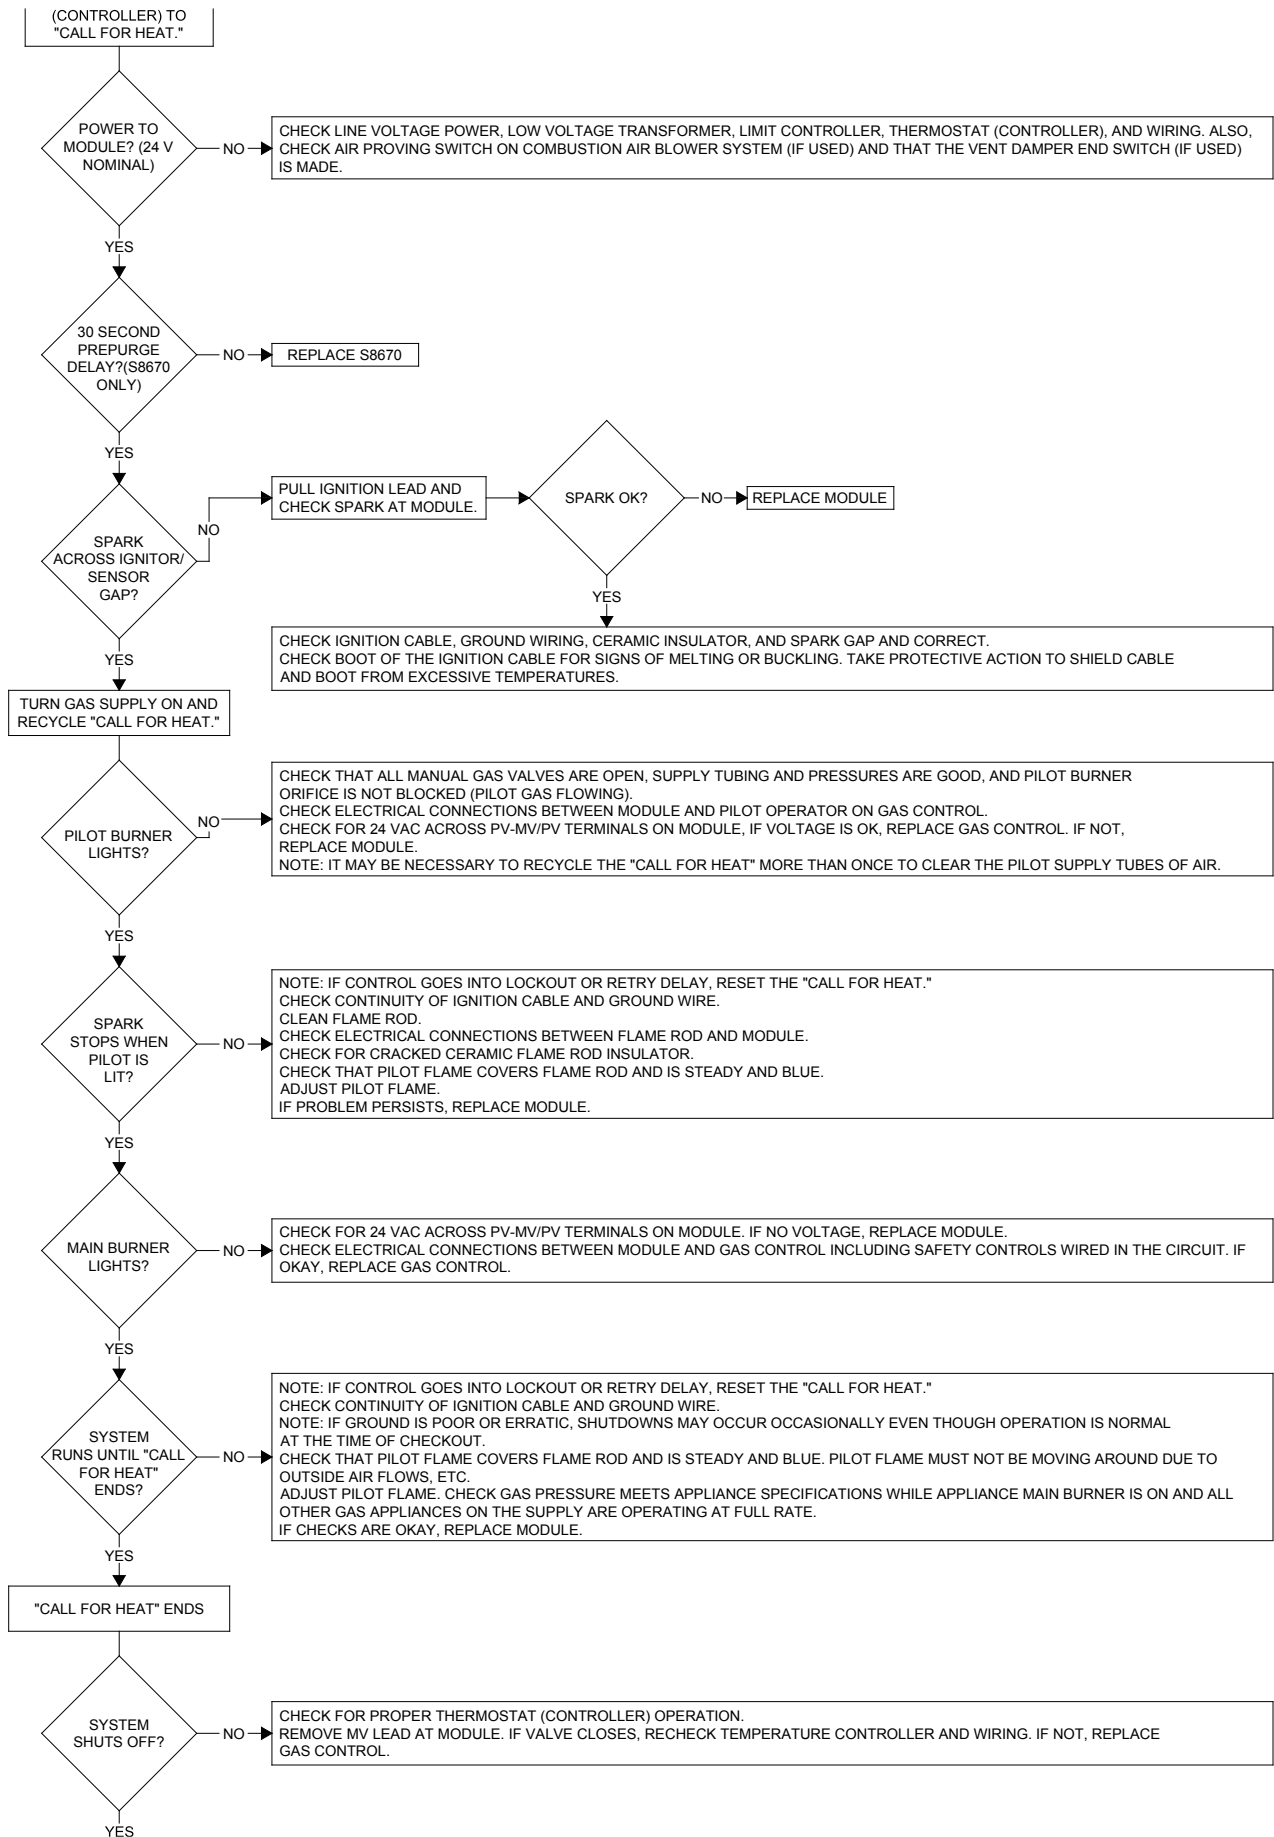 (CONTROLLER) TO
"CALL FOR HEAT."
POWER TO
MODULE? (24 V
NOMINAL)
NO
CHECK LINE VOLTAGE POWER, LOW VOLTAGE TRANSFORMER, LIMIT CONTROLLER, THERMOSTAT (CONTROLLER), AND WIRING. ALSO,
CHECK AIR PROVING SWITCH ON COMBUSTION AIR BLOWER SYSTEM (IF USED) AND THAT THE VENT DAMPER END SWITCH (IF USED)
IS MADE.
YES
30 SECOND
PREPURGE
DELAY?(S8670
ONLY)
NO
REPLACE S8670
YES
SPARK
ACROSS IGNITOR/
SENSOR
GAP?
NO
PULL IGNITION LEAD AND
CHECK SPARK AT MODULE.
SPARK OK?
NO
REPLACE MODULE
YES
CHECK IGNITION CABLE, GROUND WIRING, CERAMIC INSULATOR, AND SPARK GAP AND CORRECT.
CHECK BOOT OF THE IGNITION CABLE FOR SIGNS OF MELTING OR BUCKLING. TAKE PROTECTIVE ACTION TO SHIELD CABLE
AND BOOT FROM EXCESSIVE TEMPERATURES.
YES
TURN GAS SUPPLY ON AND
RECYCLE "CALL FOR HEAT."
PILOT BURNER
LIGHTS?
NO
CHECK THAT ALL MANUAL GAS VALVES ARE OPEN, SUPPLY TUBING AND PRESSURES ARE GOOD, AND PILOT BURNER
ORIFICE IS NOT BLOCKED (PILOT GAS FLOWING).
CHECK ELECTRICAL CONNECTIONS BETWEEN MODULE AND PILOT OPERATOR ON GAS CONTROL.
CHECK FOR 24 VAC ACROSS PV-MV/PV TERMINALS ON MODULE, IF VOLTAGE IS OK, REPLACE GAS CONTROL. IF NOT,
REPLACE MODULE.
NOTE: IT MAY BE NECESSARY TO RECYCLE THE "CALL FOR HEAT" MORE THAN ONCE TO CLEAR THE PILOT SUPPLY TUBES OF AIR.
YES
SPARK
STOPS WHEN
PILOT IS
LIT?
NO
NOTE: IF CONTROL GOES INTO LOCKOUT OR RETRY DELAY, RESET THE "CALL FOR HEAT."
CHECK CONTINUITY OF IGNITION CABLE AND GROUND WIRE.
CLEAN FLAME ROD.
CHECK ELECTRICAL CONNECTIONS BETWEEN FLAME ROD AND MODULE.
CHECK FOR CRACKED CERAMIC FLAME ROD INSULATOR.
CHECK THAT PILOT FLAME COVERS FLAME ROD AND IS STEADY AND BLUE.
ADJUST PILOT FLAME.
IF PROBLEM PERSISTS, REPLACE MODULE.
YES
MAIN BURNER
LIGHTS?
NO
CHECK FOR 24 VAC ACROSS PV-MV/PV TERMINALS ON MODULE. IF NO VOLTAGE, REPLACE MODULE.
CHECK ELECTRICAL CONNECTIONS BETWEEN MODULE AND GAS CONTROL INCLUDING SAFETY CONTROLS WIRED IN THE CIRCUIT. IF
OKAY, REPLACE GAS CONTROL.
YES
SYSTEM
RUNS UNTIL "CALL
FOR HEAT"
ENDS?
NO
NOTE: IF CONTROL GOES INTO LOCKOUT OR RETRY DELAY, RESET THE "CALL FOR HEAT."
CHECK CONTINUITY OF IGNITION CABLE AND GROUND WIRE.
NOTE: IF GROUND IS POOR OR ERRATIC, SHUTDOWNS MAY OCCUR OCCASIONALLY EVEN THOUGH OPERATION IS NORMAL
AT THE TIME OF CHECKOUT.
CHECK THAT PILOT FLAME COVERS FLAME ROD AND IS STEADY AND BLUE. PILOT FLAME MUST NOT BE MOVING AROUND DUE TO
OUTSIDE AIR FLOWS, ETC.
ADJUST PILOT FLAME. CHECK GAS PRESSURE MEETS APPLIANCE SPECIFICATIONS WHILE APPLIANCE MAIN BURNER IS ON AND ALL
OTHER GAS APPLIANCES ON THE SUPPLY ARE OPERATING AT FULL RATE.
IF CHECKS ARE OKAY, REPLACE MODULE.
YES
"CALL FOR HEAT" ENDS
SYSTEM
SHUTS OFF?
NO
CHECK FOR PROPER THERMOSTAT (CONTROLLER) OPERATION.
REMOVE MV LEAD AT MODULE. IF VALVE CLOSES, RECHECK TEMPERATURE CONTROLLER AND WIRING. IF NOT, REPLACE
GAS CONTROL.
YES